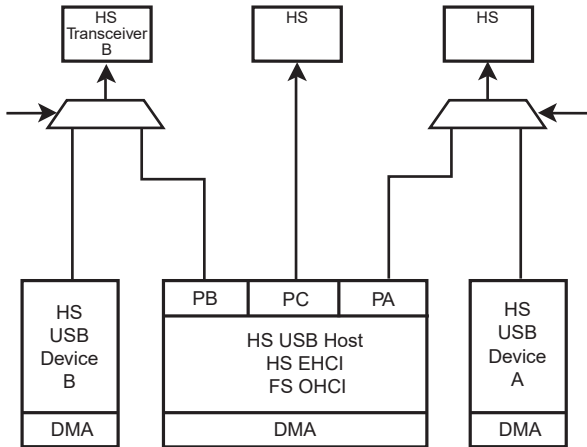 HS
Transceiver
B
HS
HS
PB
PC
PA
HS
USB
Device
B
HS USB Host
HS EHCI
FS OHCI
HS
USB
Device
A
DMA
DMA
DMA